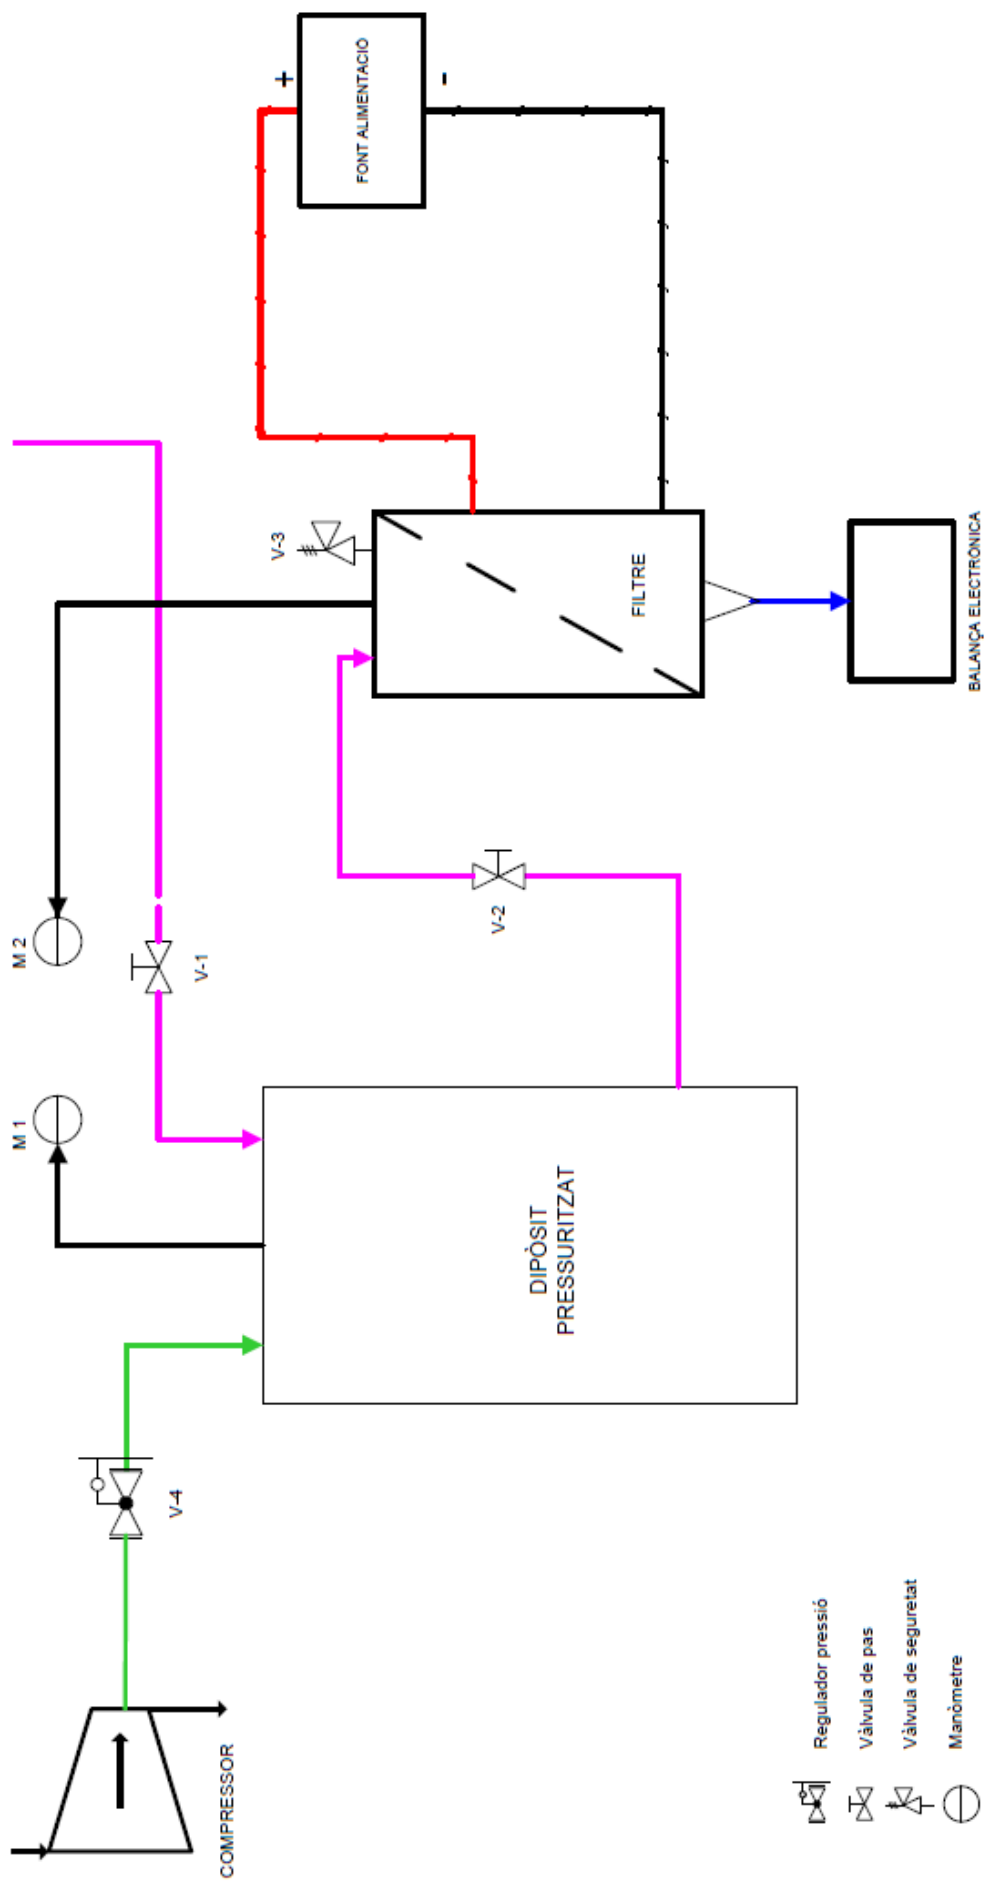 M 1
M 2
V-1
V-3
+
FONT ALIMENTACIÓ
-
V-4
V-2
COMPRESSOR
DIPÒSIT
PRESSURITZAT
FILTRE
BALANÇA ELECTRÒNICA
Regulador pressió
Vàlvula de pas
Vàlvula de seguretat
Manòmetre